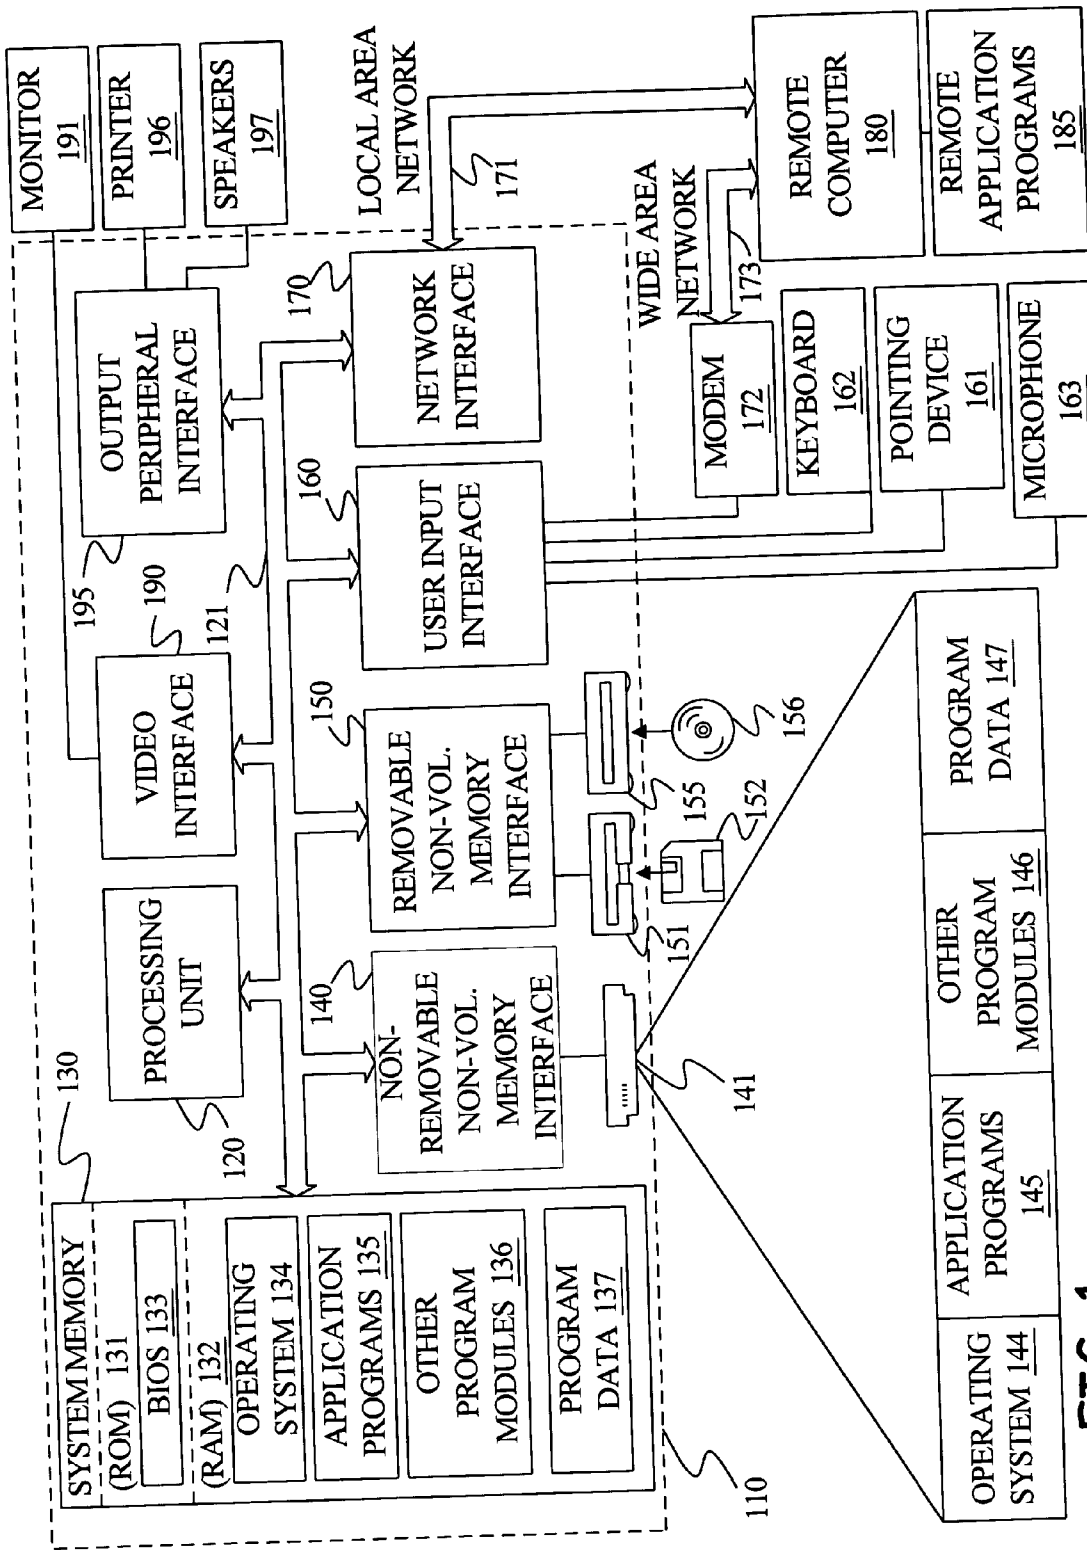 SYSTEM MEMORY
(ROM) 131
BIOS 133
(RAM) 132
OPERATING
SYSTEM 134
APPLICATION
PROGRAMS 135
OTHER
PROGRAM
MODULES 136
PROGRAM
DATA 137
130
110
PROCESSING
UNIT
120
VIDEO
INTERFACE
190
121
OUTPUT
PERIPHERAL
INTERFACE
195
MONITOR
191
PRINTER
196
SPEAKERS
197
NON-
REMOVABLE
NON-VOL.
MEMORY
INTERFACE
140
REMOVABLE
NON-VOL.
MEMORY
INTERFACE
150
USER INPUT
INTERFACE
160
NETWORK
INTERFACE
170
LOCAL AREA
NETWORK
171
141
151
152
155
156
WIDE AREA
NETWORK
173
MODEM
172
KEYBOARD
162
POINTING
DEVICE
161
MICROPHONE
163
REMOTE
COMPUTER
180
REMOTE
APPLICATION
PROGRAMS
185
OPERATING
SYSTEM 144
APPLICATION
PROGRAMS
145
OTHER
PROGRAM
MODULES 146
PROGRAM
DATA 147
FIG. 1